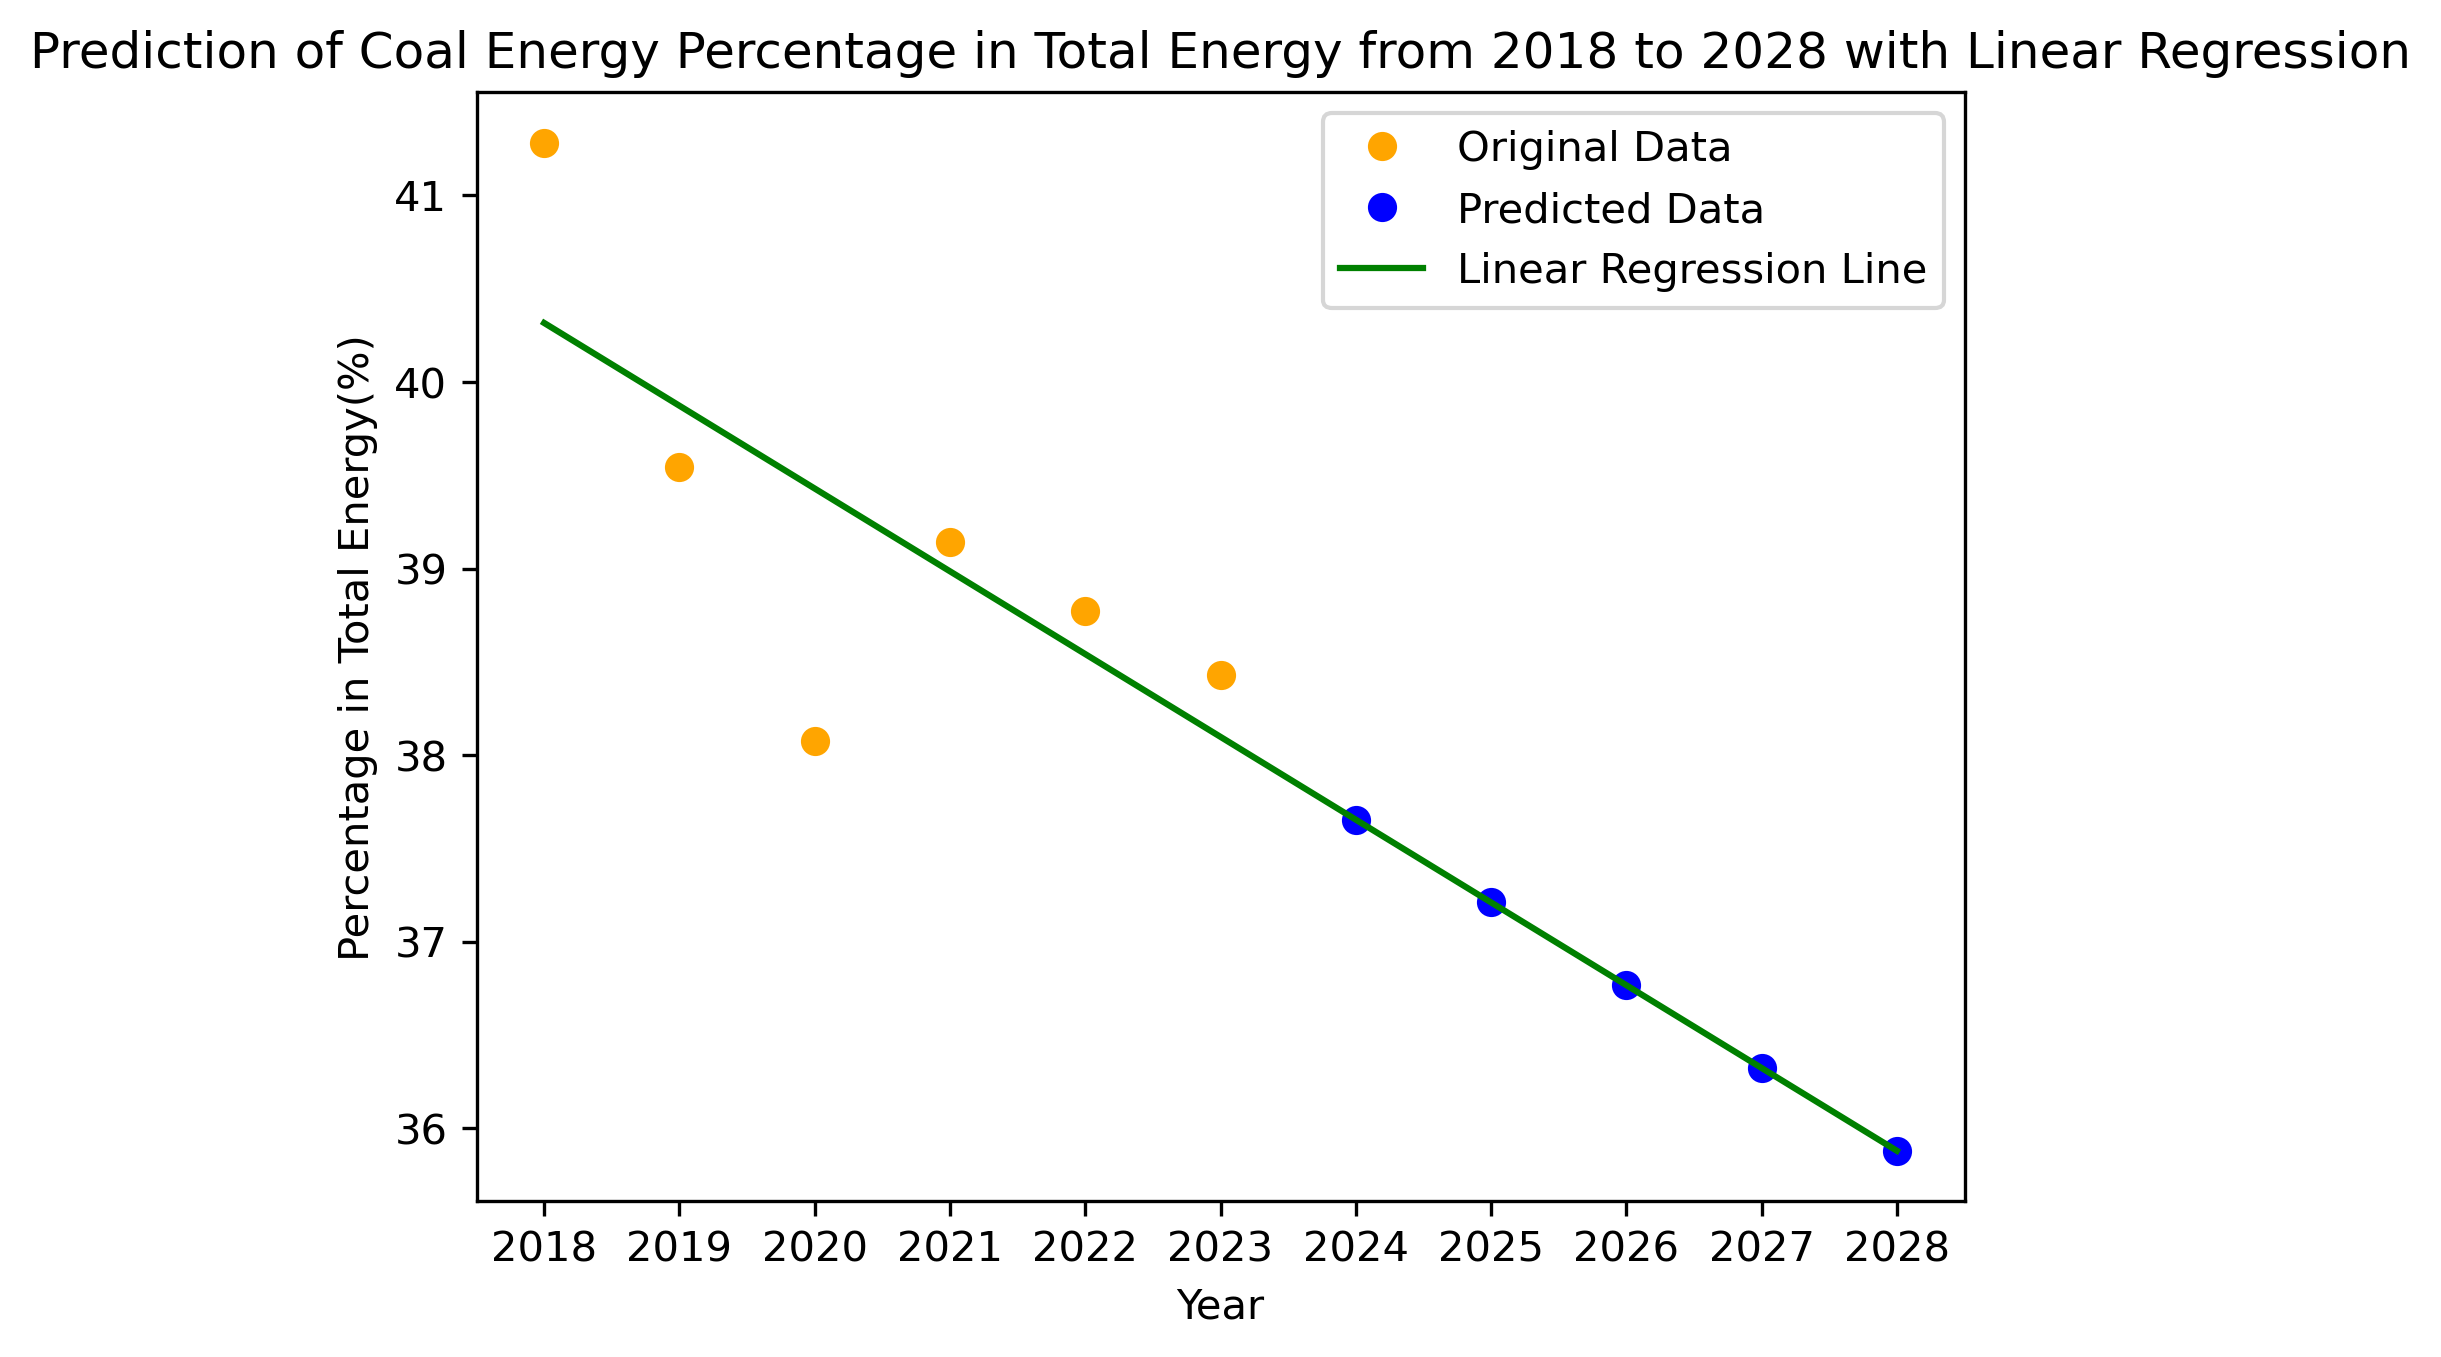 Prediction of Coal Energy Percentage in Total Energy from 2018 to 2028 with Linear Regression
Original Data
Predicted Data
Linear Regression Line
Percentage in Total Energy(%)
41
40
39
38
37
36
2018 2019 2020 2021 2022 2023 2024 2025 2026 2027 2028
Year